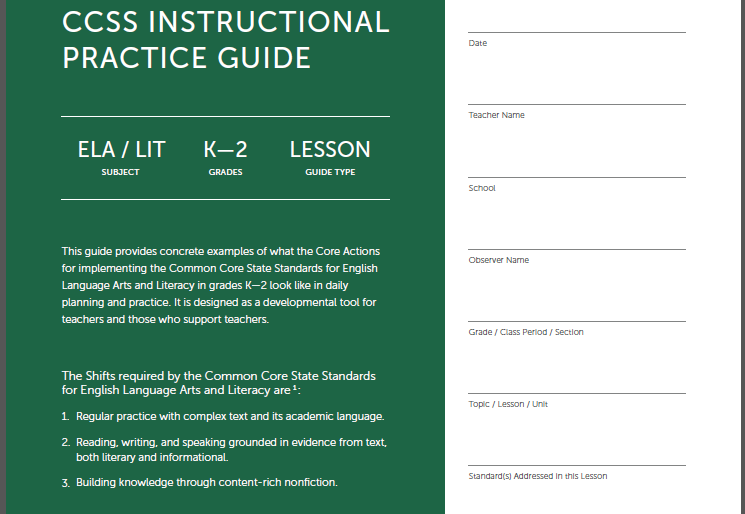 CCSS INSTRUCTIONAL
PRACTICE GUIDE
ELA / LIT K—2 LESSON
SUBJECT GRADES GUIDE TYPE
This guide provides concrete examples of what the Core Actions
for implementing the Common Core State Standards for English
Language Arts and Literacy in grades K—2 look like in daily
planning and practice. It is designed as a developmental tool for
teachers and those who support teachers.
The Shifts required by the Common Core State Standards
for English Language Arts and Literacy are¹:
1. Regular practice with complex text and its academic language.
2. Reading, writing, and speaking grounded in evidence from text,
both literary and informational.
3. Building knowledge through content-rich nonfiction.
Date
Teacher Name
School
Observer Name
Grade / Class Period / Section
Topic / Lesson / Unit
Standard(s) Addressed in this Lesson